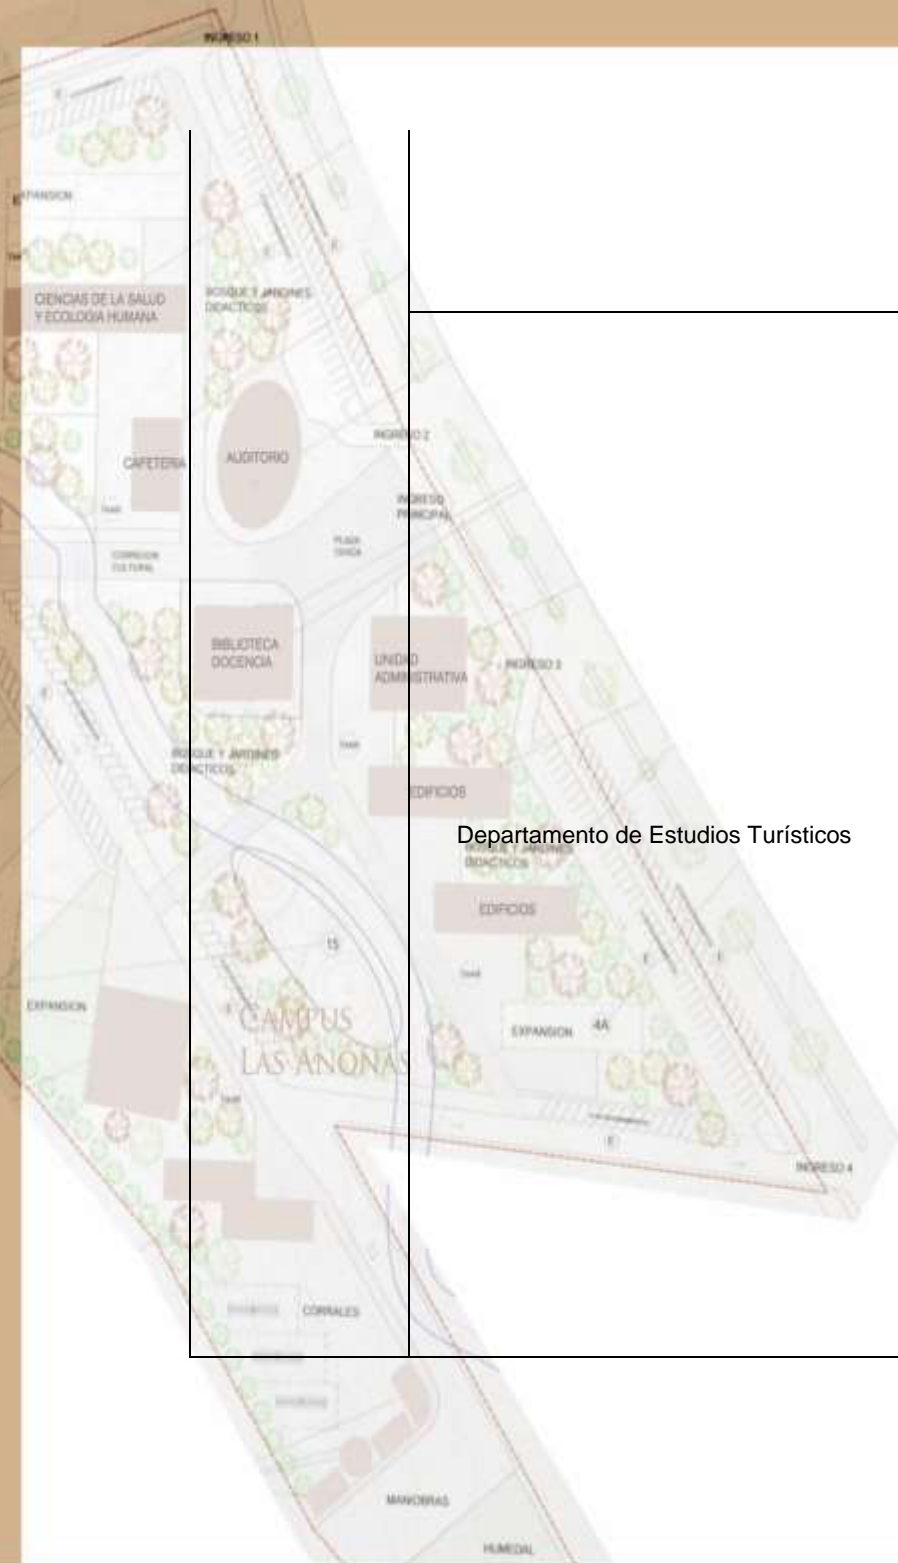 INGRESO 1
E
EXPANSION
CIENCIAS DE LA SALUD
Y ECOLOGIA HUMANA
BOSQUE Y JARDINES
DIDACTICOS
E
E
CAFETERIA
AUDITORIO
INGRESO 2
INGRESO
PRINCIPAL
PLAZA
CIVICA
CORREDOR
CULTURAL
BIBLIOTECA
DOCENCIA
UNIDAD
ADMINISTRATIVA
INGRESO 3
E
BOSQUE Y JARDINES
DIDACTICOS
EDIFICIOS
Departamento de Estudios Turísticos
BOSQUE Y JARDINES
DIDACTICOS
EDIFICIOS
15
E
E
EXPANSION
CAMPUS
LAS ANONAS
EXPANSION
4A
E
INGRESO 4
CORRALES
MANIOBRAS
HUMEDAL